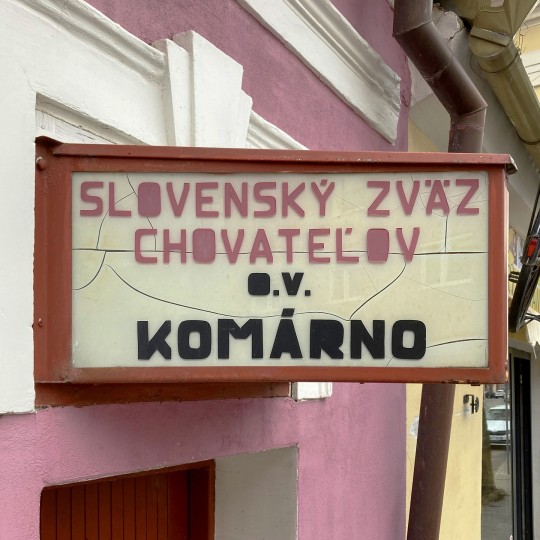 SLOVENSKÝ ZVÄZ
CHOVATEĽOV
O.V.
KOMÁRNO